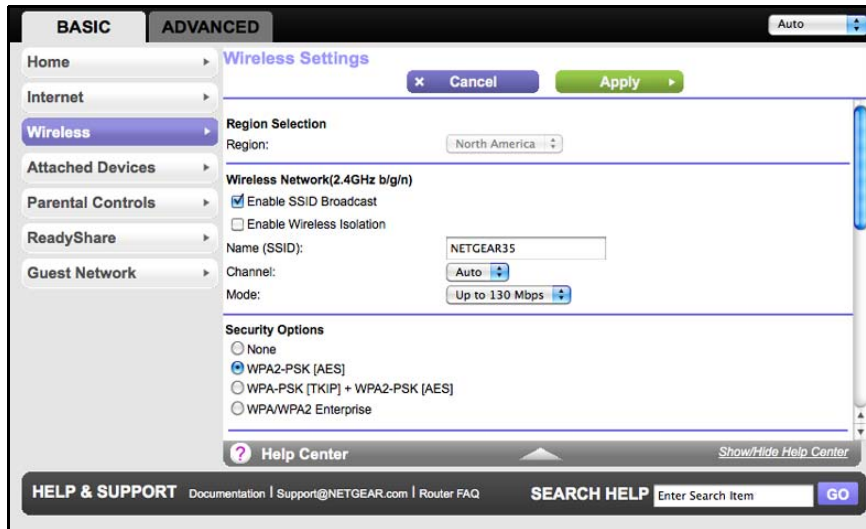 BASIC
ADVANCED
Auto
Home
Internet
Wireless
Attached Devices
Parental Controls
ReadyShare
Guest Network
Wireless Settings
× Cancel
Apply
Region Selection
Region: North America
Wireless Network(2.4GHz b/g/n)
Enable SSID Broadcast
Enable Wireless Isolation
Name (SSID): NETGEAR35
Channel: Auto
Mode: Up to 130 Mbps
Security Options
None
WPA2-PSK [AES]
WPA-PSK [TKIP] + WPA2-PSK [AES]
WPA/WPA2 Enterprise
? Help Center
Show/Hide Help Center
HELP & SUPPORT Documentation | Support@NETGEAR.com | Router FAQ
SEARCH HELP Enter Search Item GO